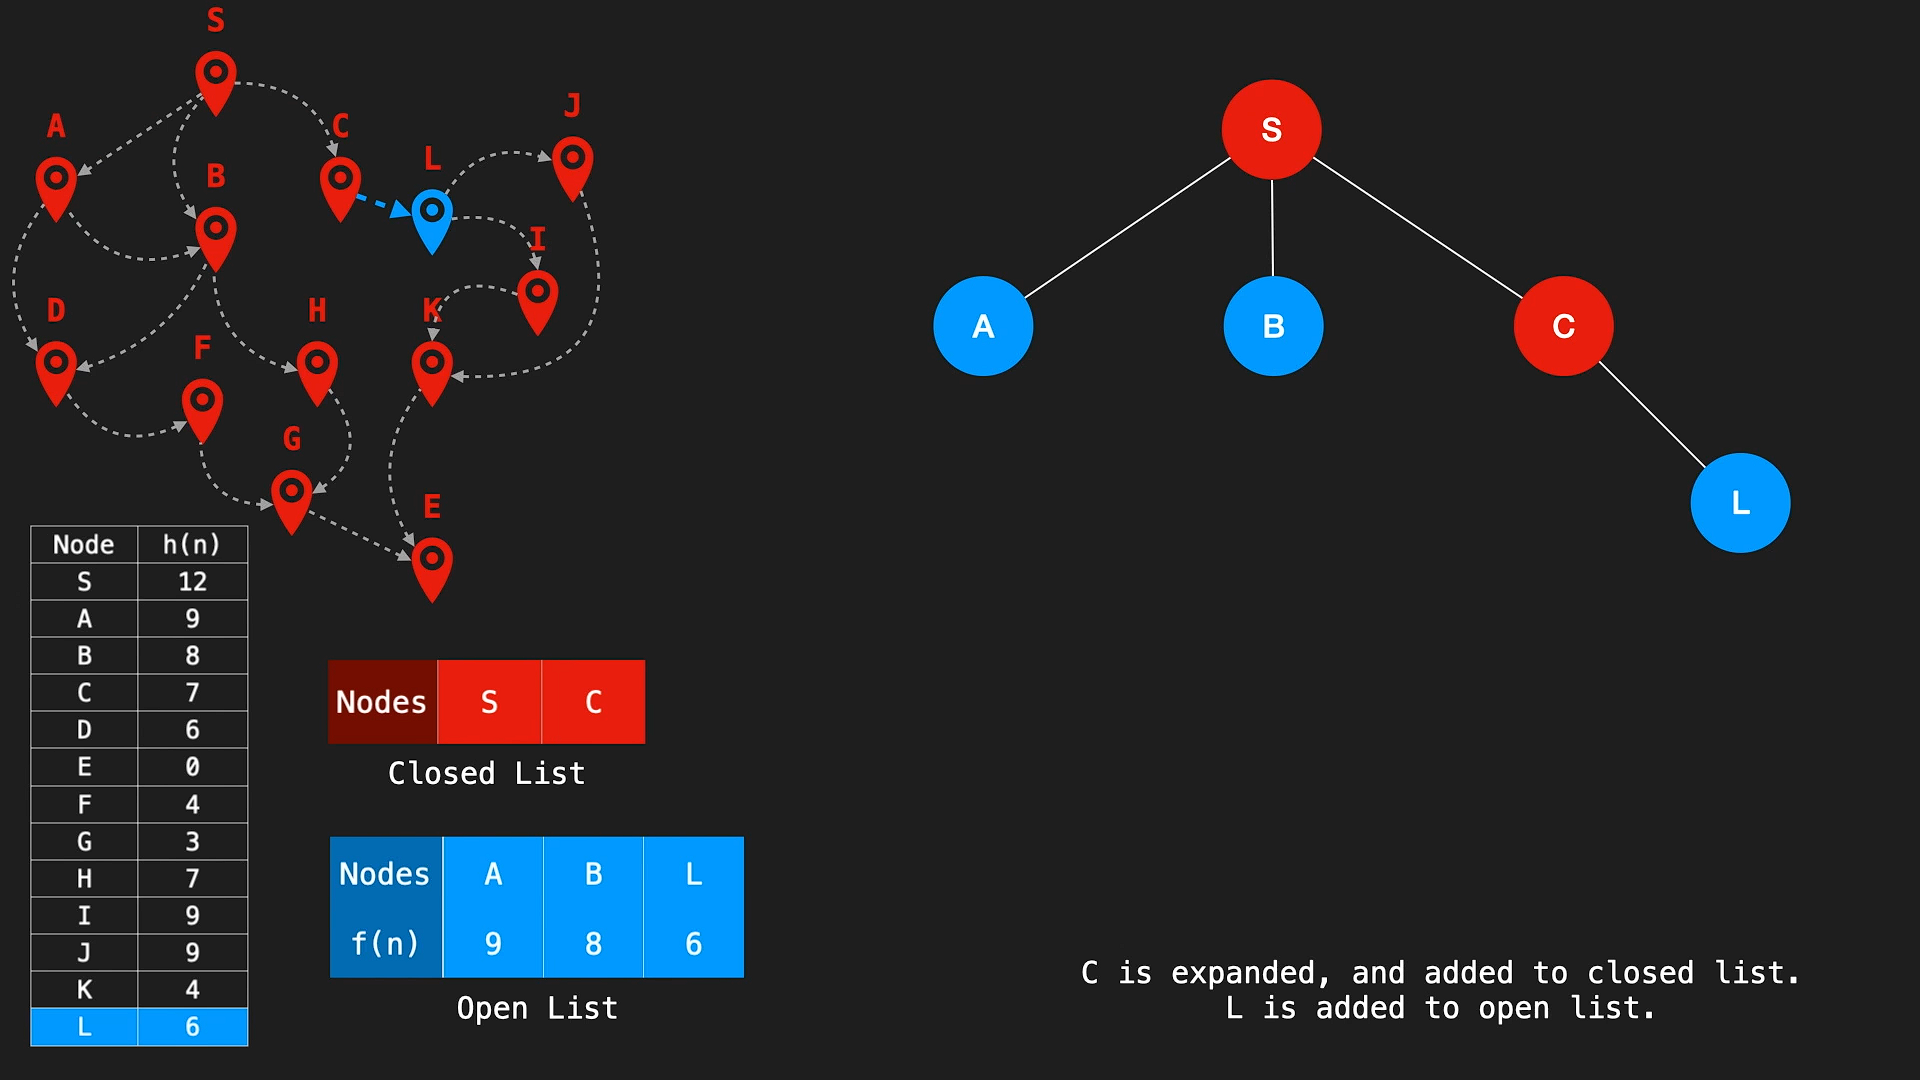 S
J
A
C
L
B
I
D
H
K
F
G
E
S
A
B
C
L
Node h(n)
S 12
A 9
B 8
C 7
D 6
E 0
F 4
G 3
H 7
I 9
J 9
K 4
L 6
Nodes S C
Closed List
Nodes A B L
f(n) 9 8 6
Open List
C is expanded, and added to closed list.
L is added to open list.